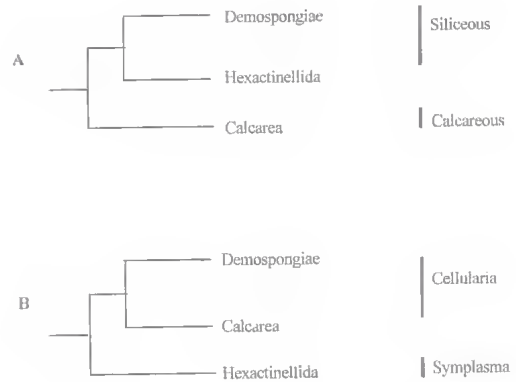 Demospongiae
Siliceous
A
Hexactinellida
Calcarea
Calcareous
Demospongiae
Cellularia
B
Calcarea
Hexactinellida
Symplasma